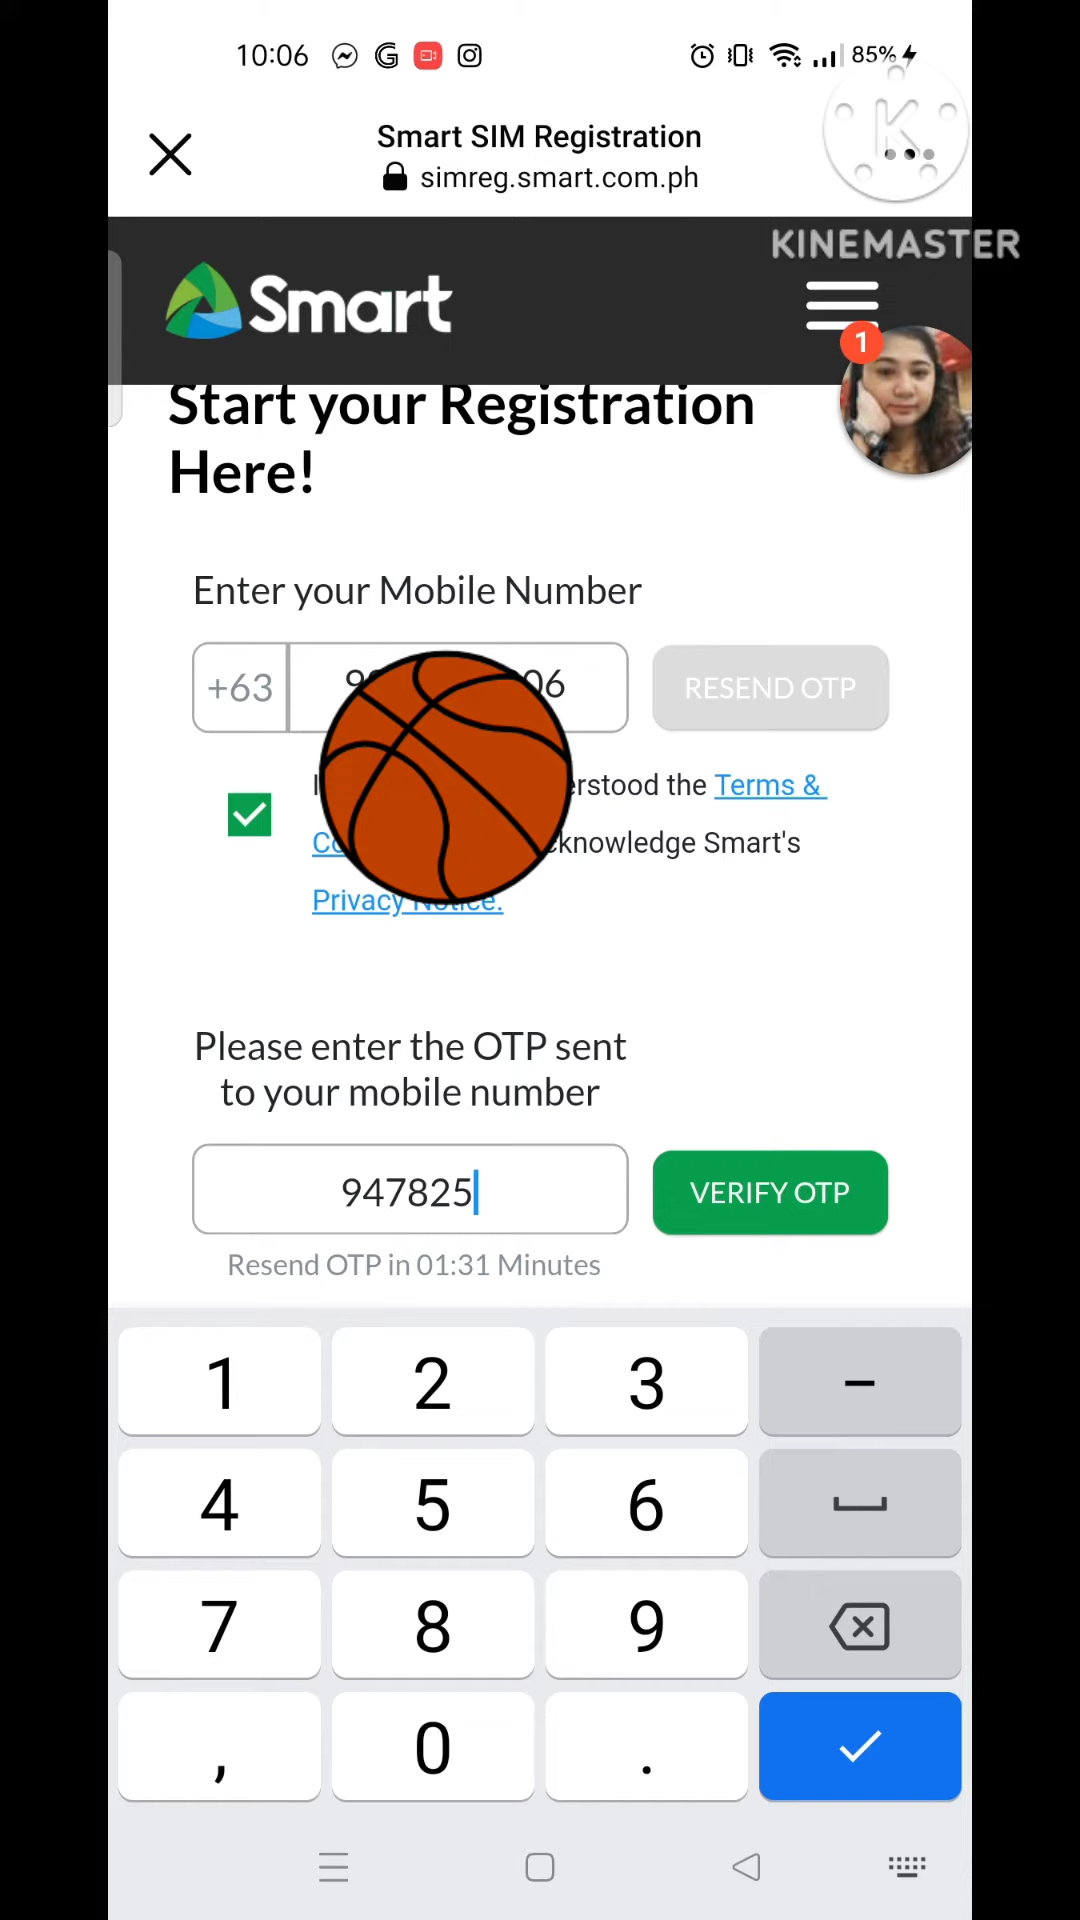 10:06
85%
Smart SIM Registration
simreg.smart.com.ph
KINEMASTER
Smart
1
Start your Registration
Here!
Enter your Mobile Number
+63
06
RESEND OTP
the Terms &
Smart's
Privacy Notice.
Please enter the OTP sent
to your mobile number
947825
VERIFY OTP
Resend OTP in 01:31 Minutes
1 2 3 –
4 5 6
7 8 9
, 0 .